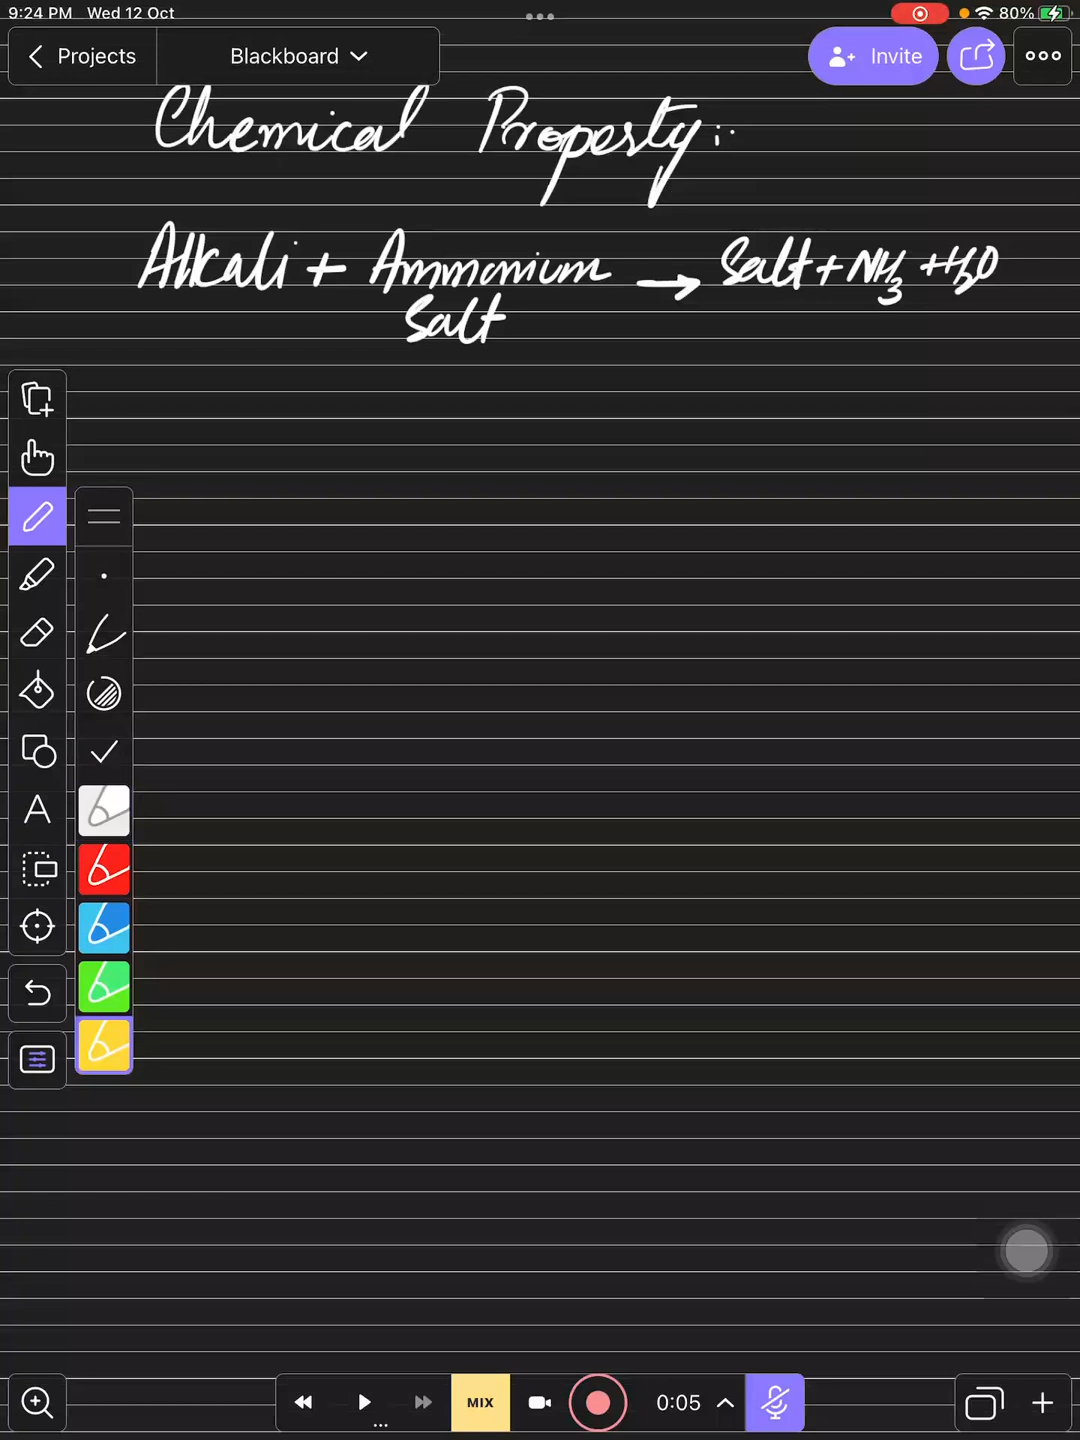 9:24 PM Wed 12 Oct 80%
Projects Blackboard Invite
Chemical Property:
Alkali + Ammonium → Salt + NH3 + H2O
Salt
A
MIX 0:05